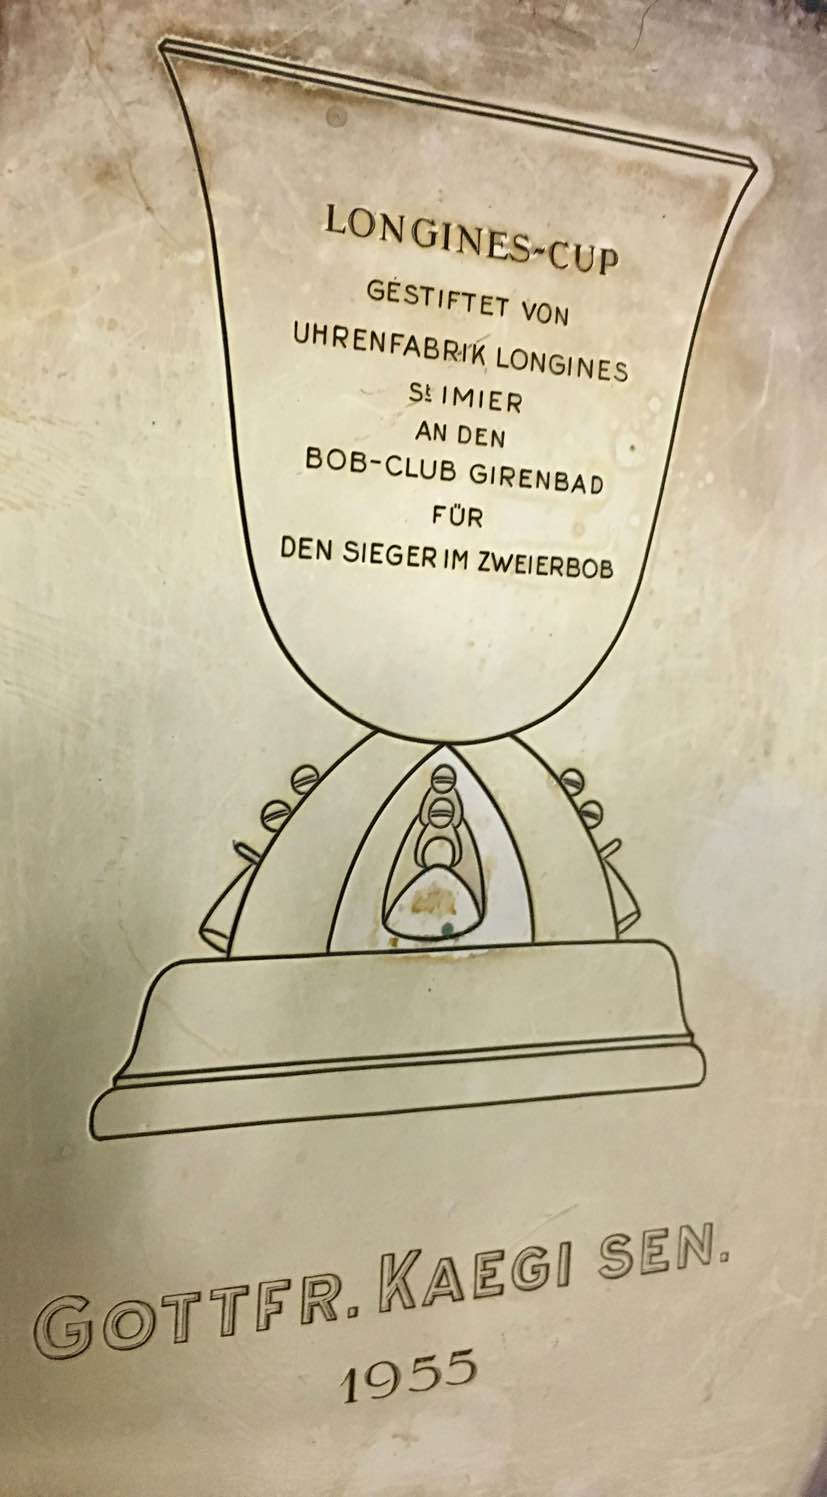 LONGINES-CUP
GESTIFTET VON
UHRENFABRIK LONGINES
St IMIER
AN DEN
BOB-CLUB GIRENBAD
FÜR
DEN SIEGER IM ZWEIERBOB
GOTTFR. KAEGI SEN.
1955